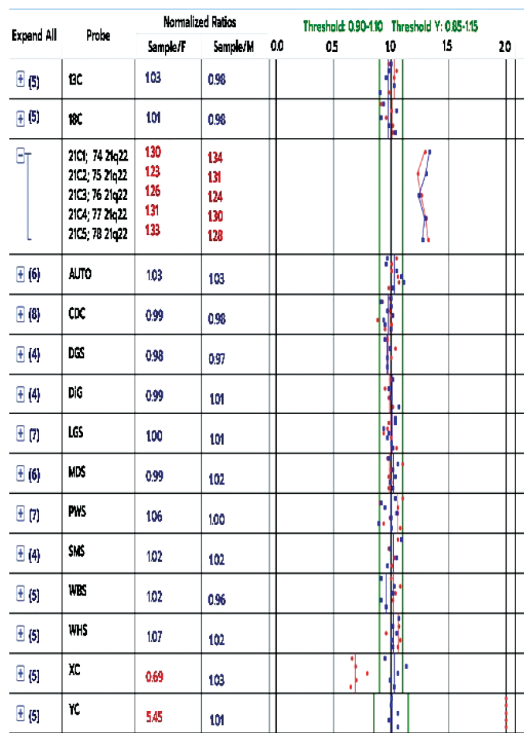 Normalized Ratios
Threshold: 0.90-1.10 Threshold Y: 0.85-1.15
Expand All Probe Sample/F Sample/M 0.0 0.5 1.0 1.5 2.0
(5) 13C 1.03 0.98
(5) 18C 1.01 0.98
21C1; 74 21q22 1.30 1.34
21C2; 75 21q22 1.23 1.31
21C3; 76 21q22 1.26 1.24
21C4; 77 21q22 1.31 1.30
21C5; 78 21q22 1.33 1.28
(6) AUTO 1.03 1.03
(8) CDC 0.99 0.98
(4) DGS 0.98 0.97
(4) DiG 0.99 1.01
(7) LGS 1.00 1.01
(6) MDS 0.99 1.02
(7) PWS 1.06 1.00
(4) SMS 1.02 1.02
(5) WBS 1.02 0.96
(5) WHS 1.07 1.02
(5) XC 0.69 1.03
(5) YC 5.45 1.01